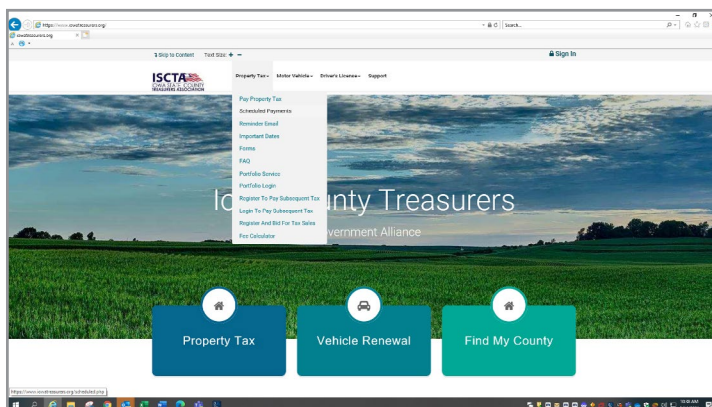 https://www.iowatreasurers.org/
Search...
iowatreasurers.org
Skip to Content Text Size: + −
Sign In
ISCTA
IOWA STATE COUNTY
TREASURERS ASSOCIATION
Property Tax Motor Vehicle Driver's License Support
Pay Property Tax
Scheduled Payments
Reminder Email
Important Dates
Forms
FAQ
Portfolio Service
Portfolio Login
Register To Pay Subsequent Tax
Login To Pay Subsequent Tax
Register And Bid For Tax Sales
Fee Calculator
Io unty Treasurers
vernment Alliance
Property Tax
Vehicle Renewal
Find My County
https://www.iowatreasurers.org/scheduled.php